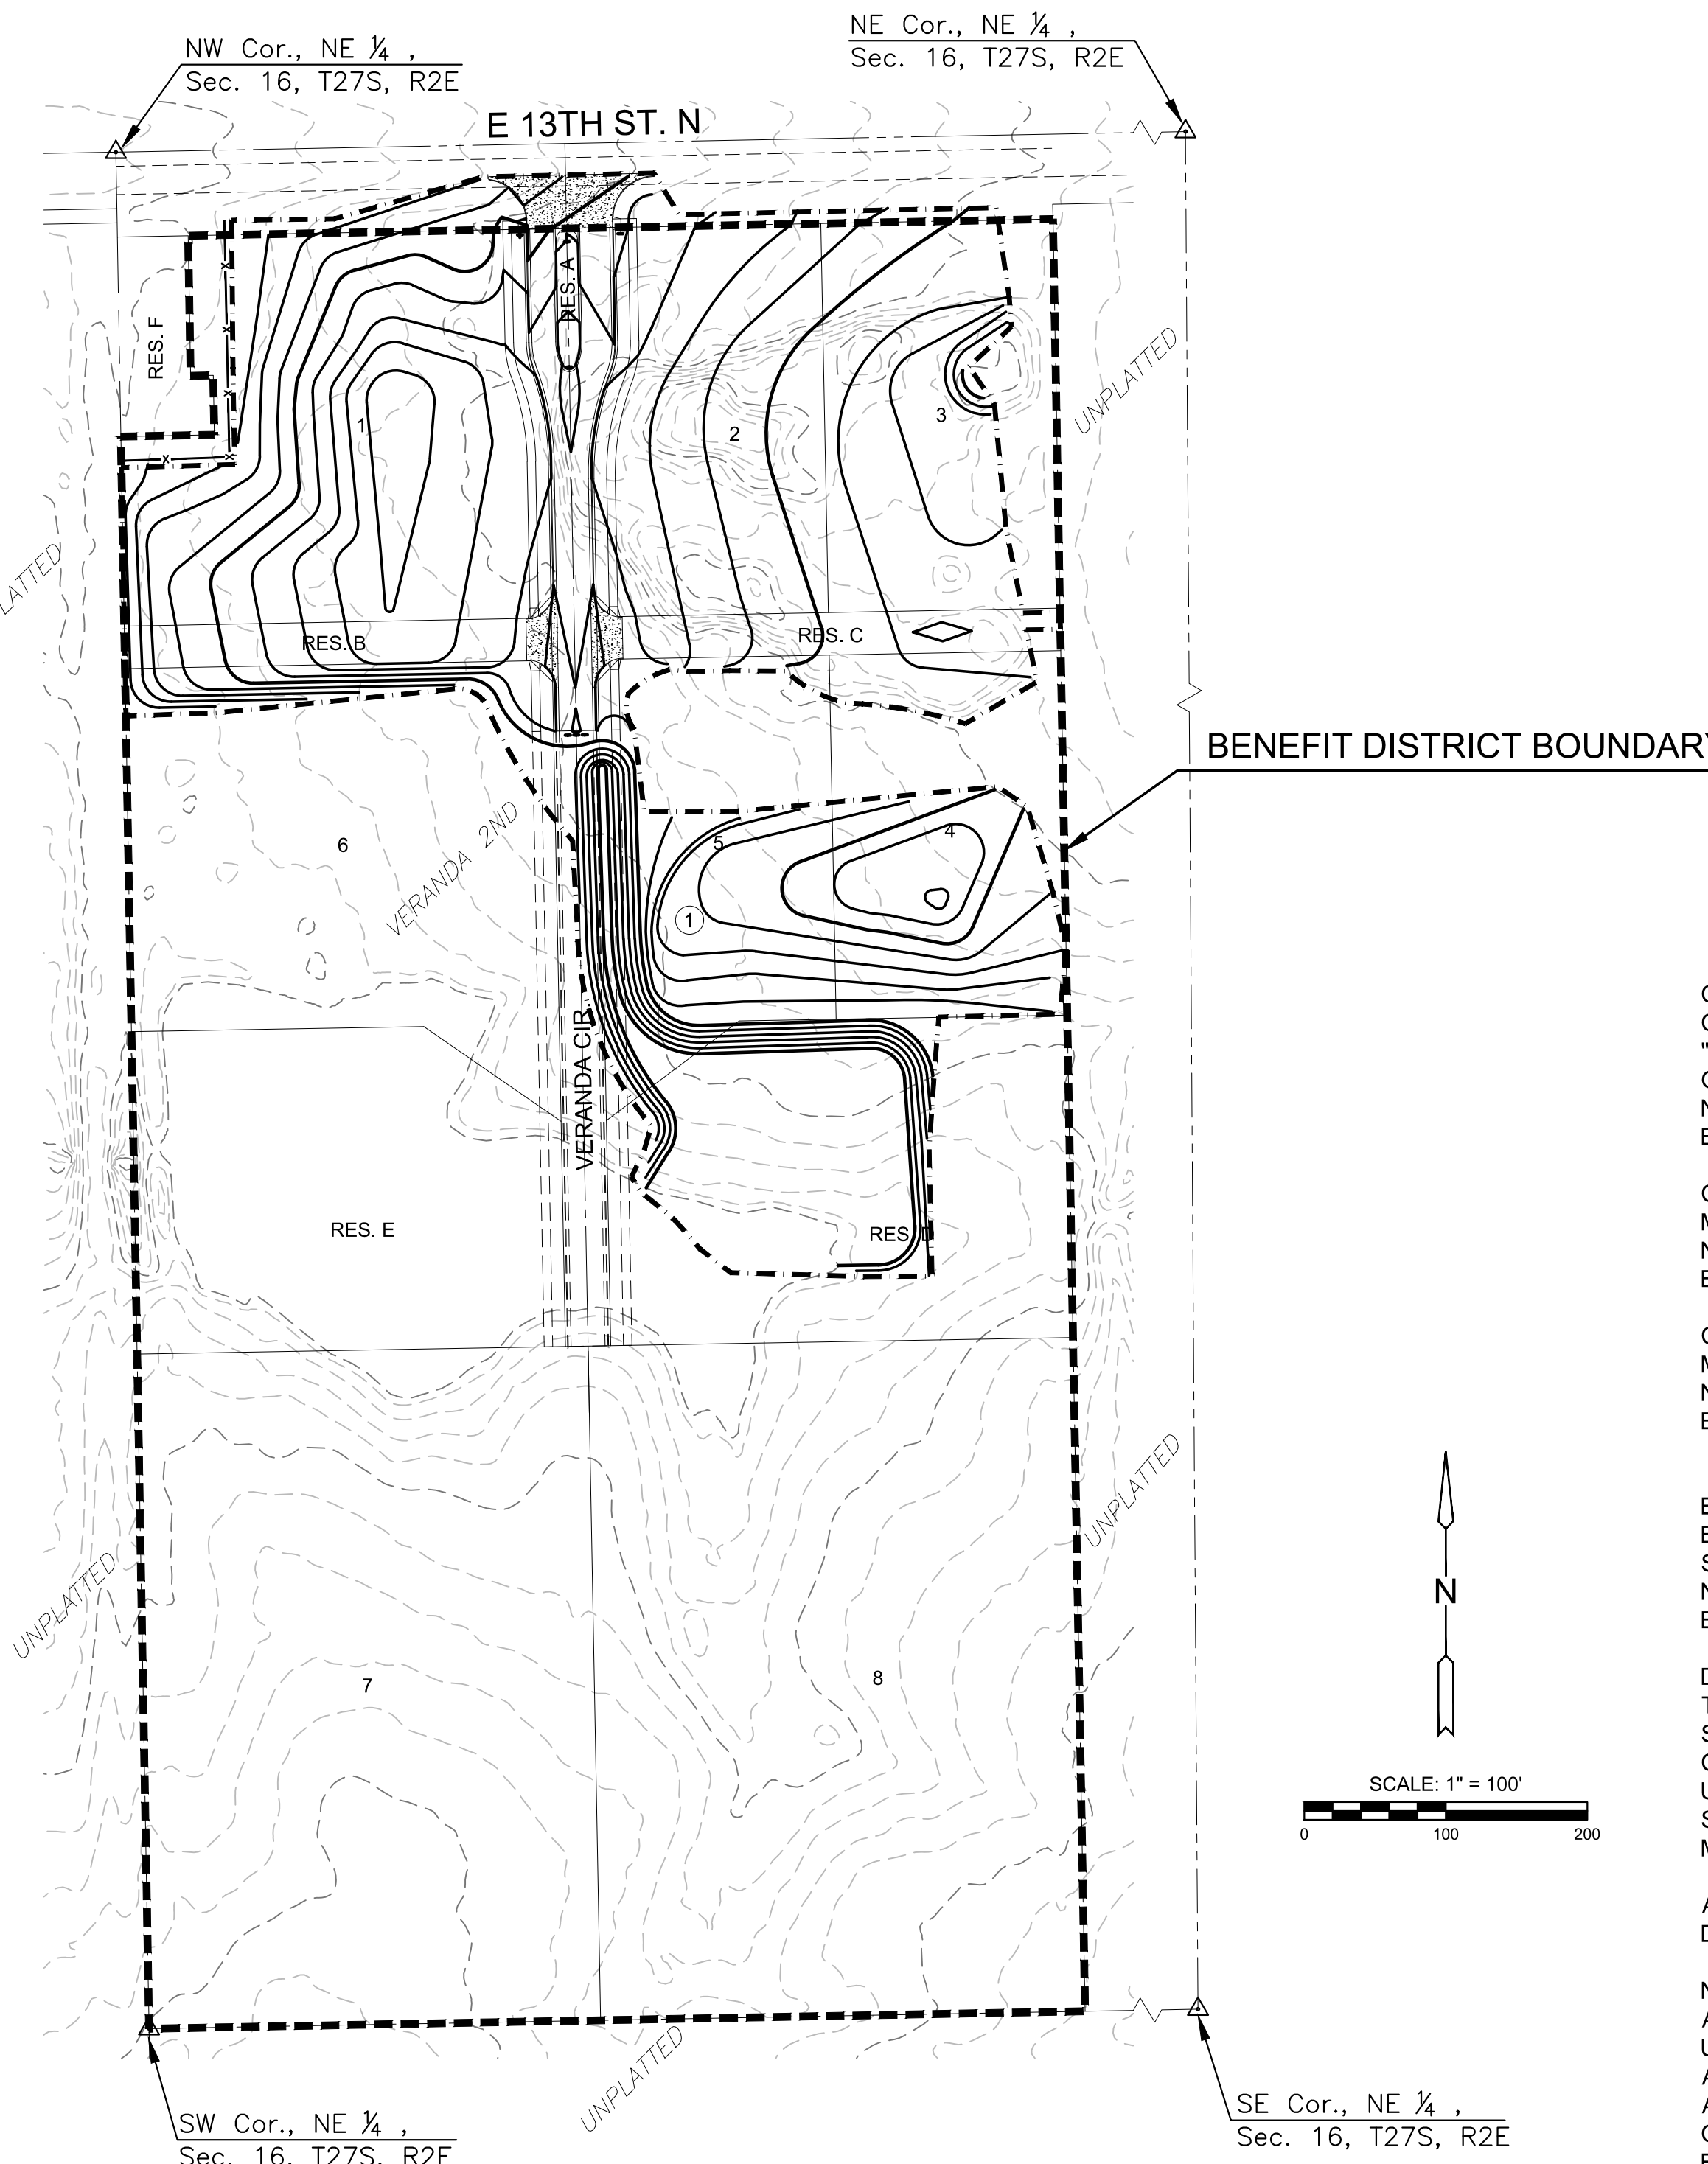 NW Cor., NE ¼ ,
Sec. 16, T27S, R2E
NE Cor., NE ¼ ,
Sec. 16, T27S, R2E
E 13TH ST. N
RES. F
RES. A
1
2
3
UNPLATTED
RES. B
RES. C
BENEFIT DISTRICT BOUNDARY
6
VERANDA 2ND
5
4
1
VERANDA CIR.
RES. E
RES. D
UNPLATTED
UNPLATTED
7
8
N
SCALE: 1" = 100'
0 100 200
UNPLATTED
SW Cor., NE ¼ ,
Sec. 16, T27S, R2E
SE Cor., NE ¼ ,
Sec. 16, T27S, R2E